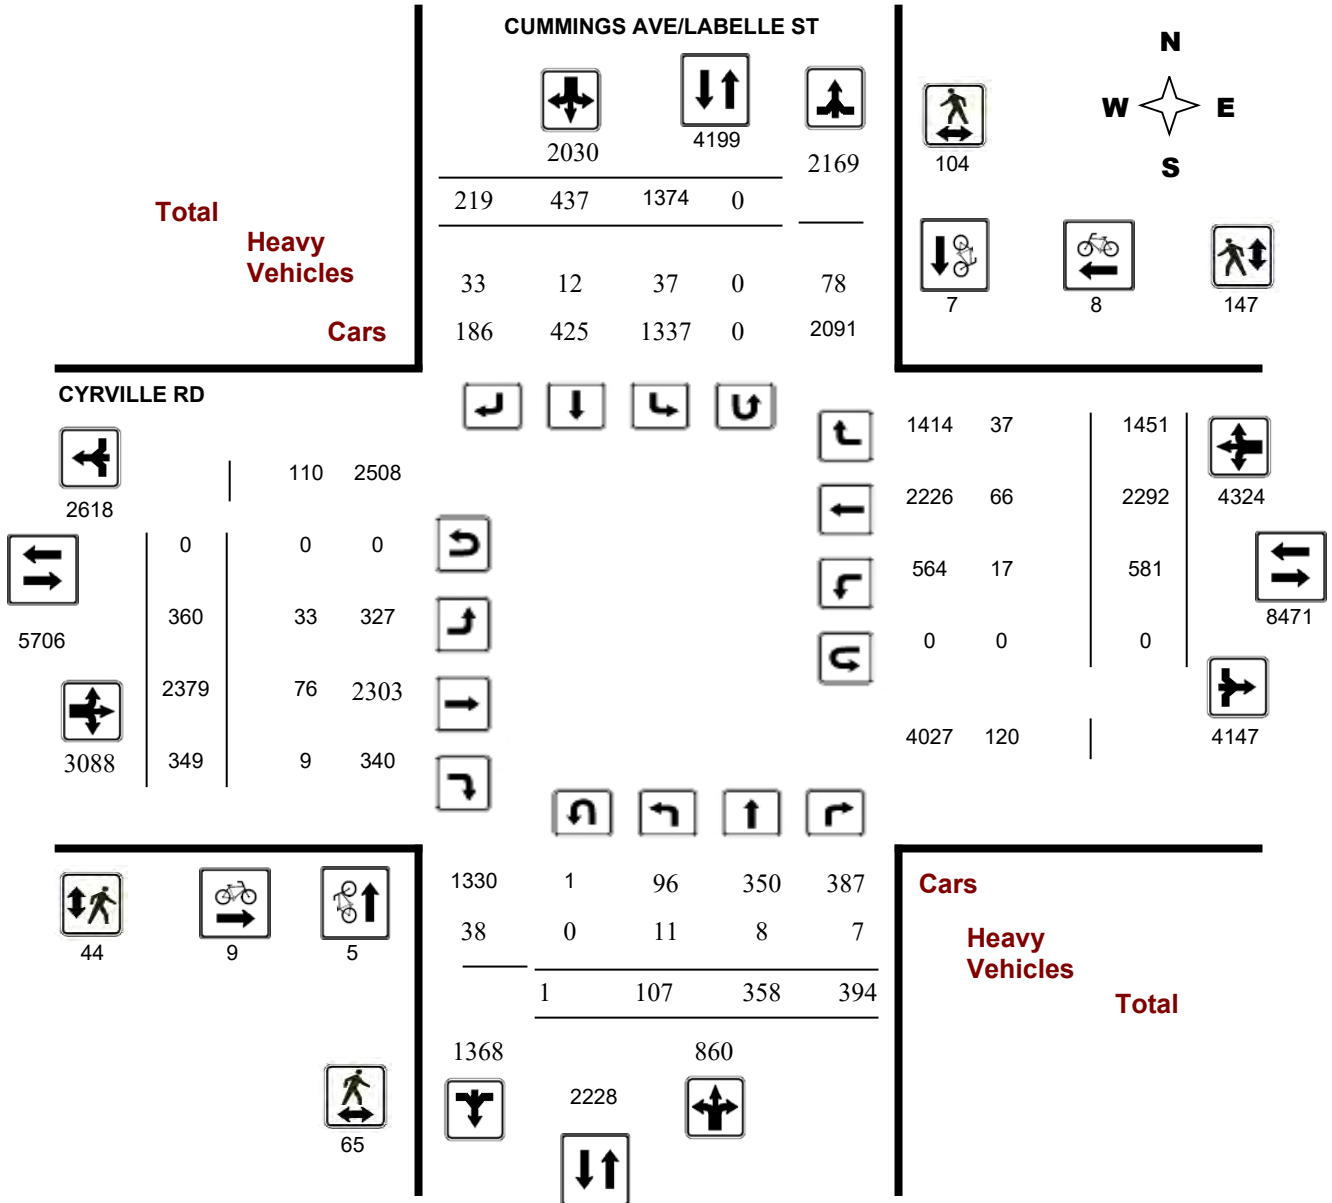 CUMMINGS AVE/LABELLE ST
N
W E
S
2030 4199 2169 104
219 437 1374 0
Total
Heavy
Vehicles
33 12 37 0 78
7 8 147
Cars 186 425 1337 0 2091
CYRVILLE RD
1414 37 1451
110 2508
2618
2226 66 2292 4324
0 0 0
564 17 581
8471
360 33 327
5706
0 0 0
2379 76 2303
4027 120 4147
3088 349 9 340
1330 1 96 350 387 Cars
38 0 11 8 7 Heavy
Vehicles
44 9 5
1 107 358 394 Total
1368 860
2228
65